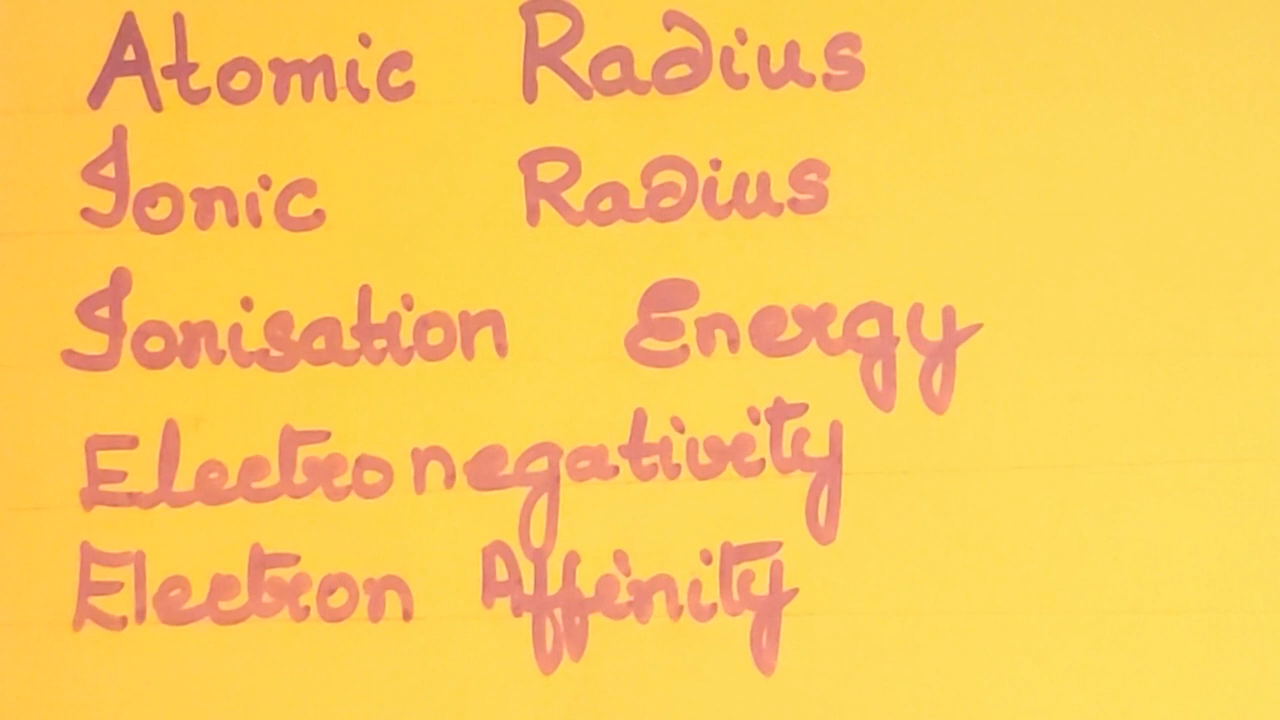 Atomic Radius
Ionic Radius
Ionisation Energy
Electronegativity
Electron Affinity